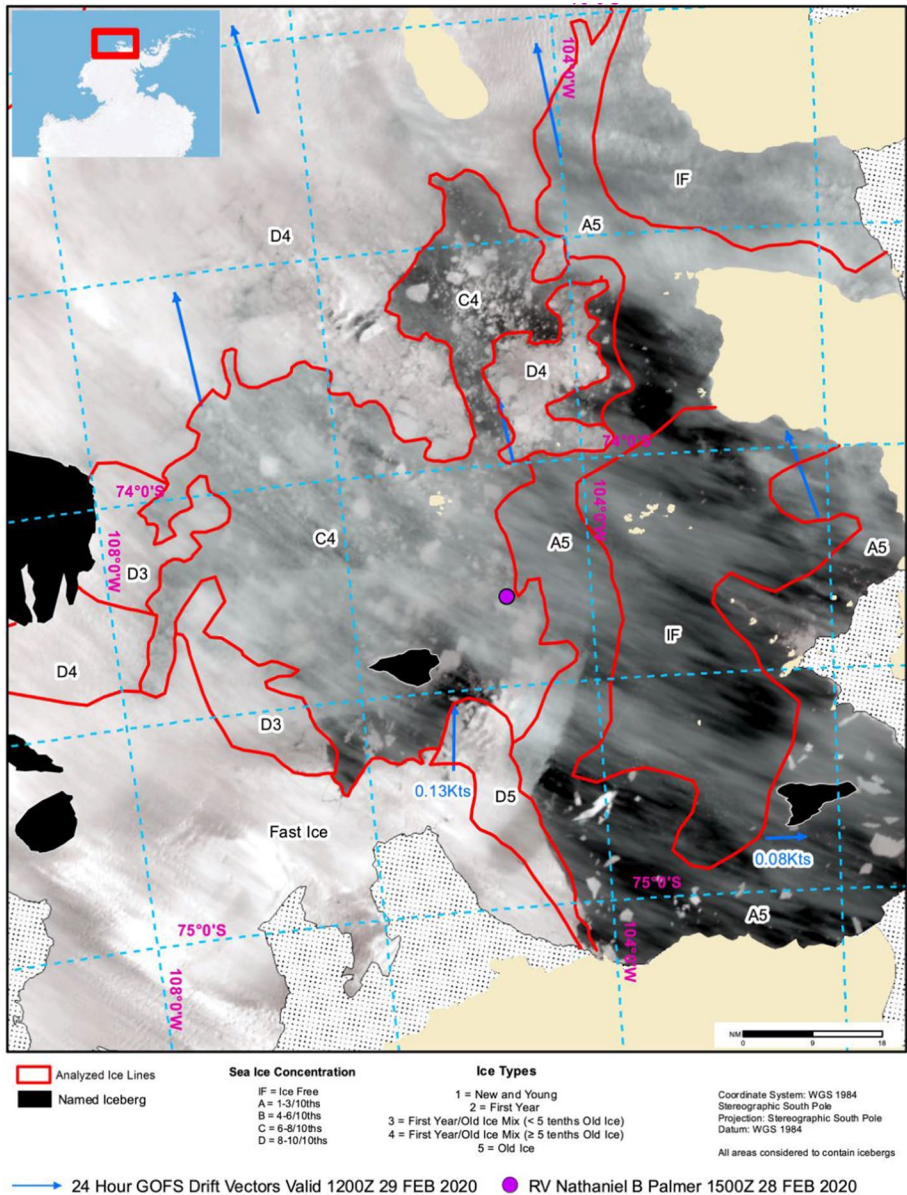 104°0'W
IF
A5
D4
C4
D4
74°0'S
74°0'S
104°0'W
108°0'W
C4
A5
A5
D3
IF
D4
D3
0.13Kts
D5
Fast Ice
0.08Kts
75°0'S
A5
75°0'S
104°0'W
108°0'W
NM
0 9 18
Analyzed Ice Lines
Named Iceberg
Sea Ice Concentration
IF = Ice Free
A = 1-3/10ths
B = 4-6/10ths
C = 6-8/10ths
D = 8-10/10ths
Ice Types
1 = New and Young
2 = First Year
3 = First Year/Old Ice Mix (< 5 tenths Old Ice)
4 = First Year/Old Ice Mix (≥ 5 tenths Old Ice)
5 = Old Ice
Coordinate System: WGS 1984
Stereographic South Pole
Projection: Stereographic South Pole
Datum: WGS 1984
All areas considered to contain icebergs
24 Hour GOFS Drift Vectors Valid 1200Z 29 FEB 2020
RV Nathaniel B Palmer 1500Z 28 FEB 2020